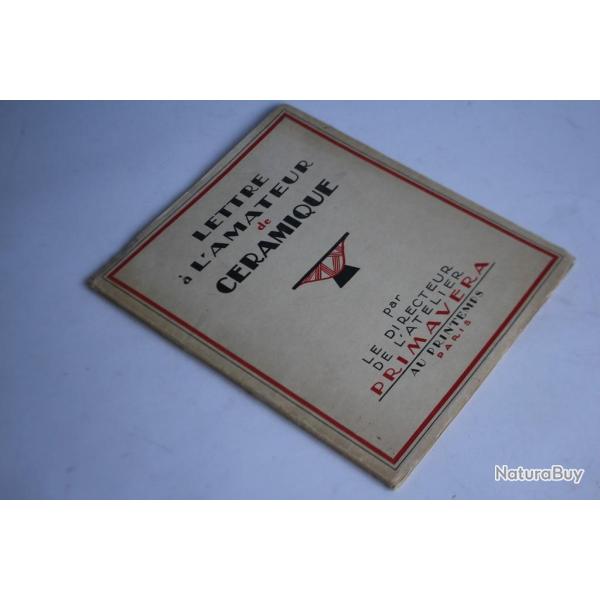 LETTRE
à L'AMATEUR
de
CERAMIQUE
par
LE DIRECTEUR
DE L'ATELIER
PRIMAVERA
AU PRINTEMPS
PARIS
NaturaBuy